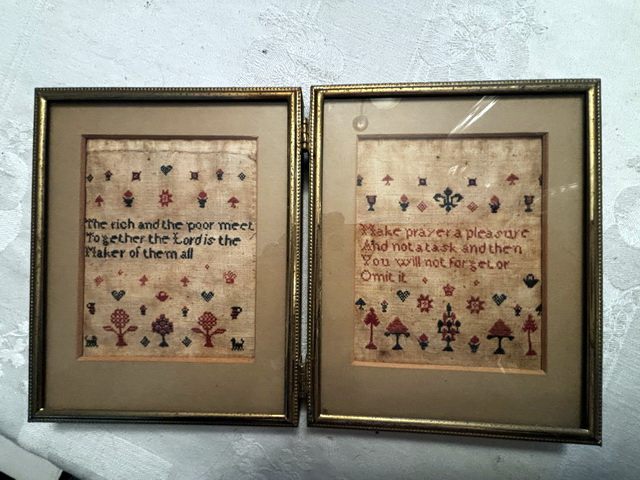 The rich and the poor meet
Together the Lord is the
Maker of them all
Make prayer a pleasure
And not a task and then
You will not forget or
Omit it